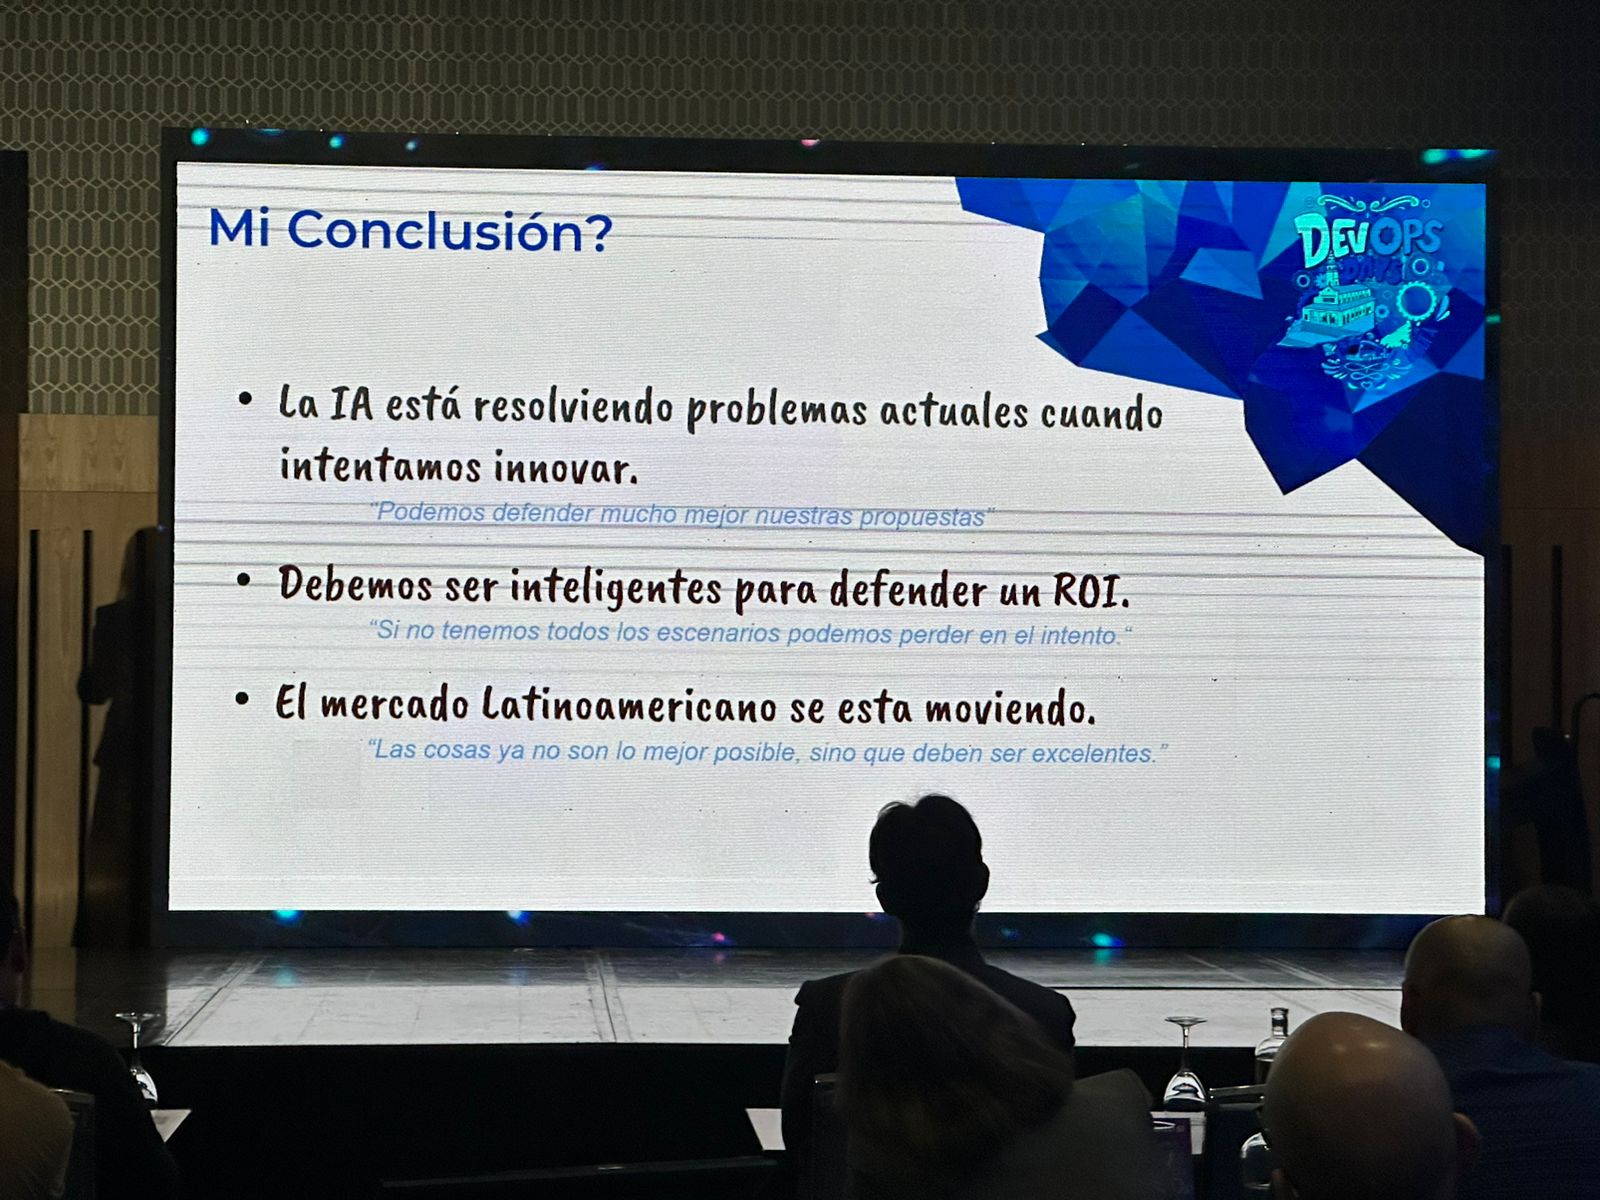 Mi Conclusión?
DEVOPS
DAYS
• La IA está resolviendo problemas actuales cuando
intentamos innovar.
"Podemos defender mucho mejor nuestras propuestas"
• Debemos ser inteligentes para defender un ROI.
"Si no tenemos todos los escenarios podemos perder en el intento."
• El mercado Latinoamericano se esta moviendo.
"Las cosas ya no son lo mejor posible, sino que deben ser excelentes."